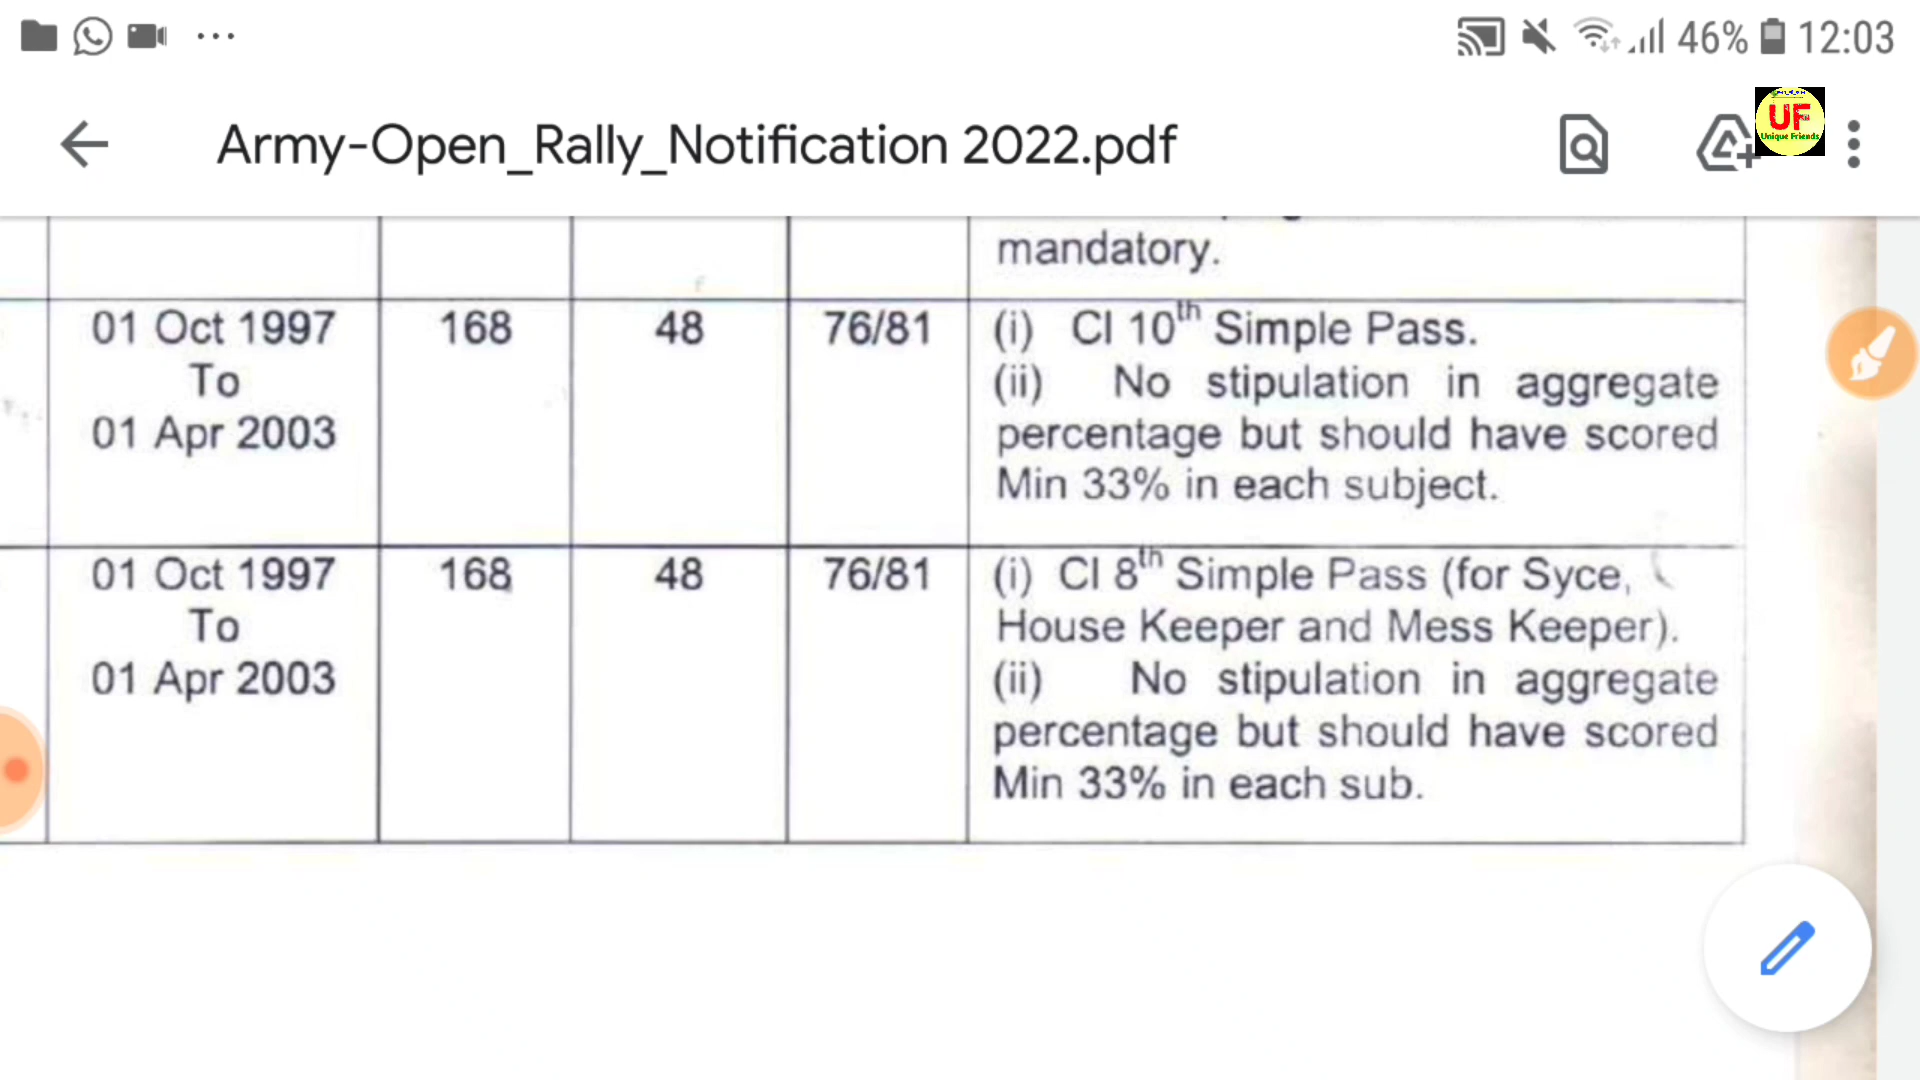 46% 12:03
Army-Open_Rally_Notification 2022.pdf
UF
Unique Friends
mandatory.
01 Oct 1997
To
01 Apr 2003
168
48
76/81
(i) Cl 10th Simple Pass.
(ii) No stipulation in aggregate
percentage but should have scored
Min 33% in each subject.
01 Oct 1997
To
01 Apr 2003
168
48
76/81
(i) Cl 8th Simple Pass (for Syce,
House Keeper and Mess Keeper).
(ii) No stipulation in aggregate
percentage but should have scored
Min 33% in each sub.